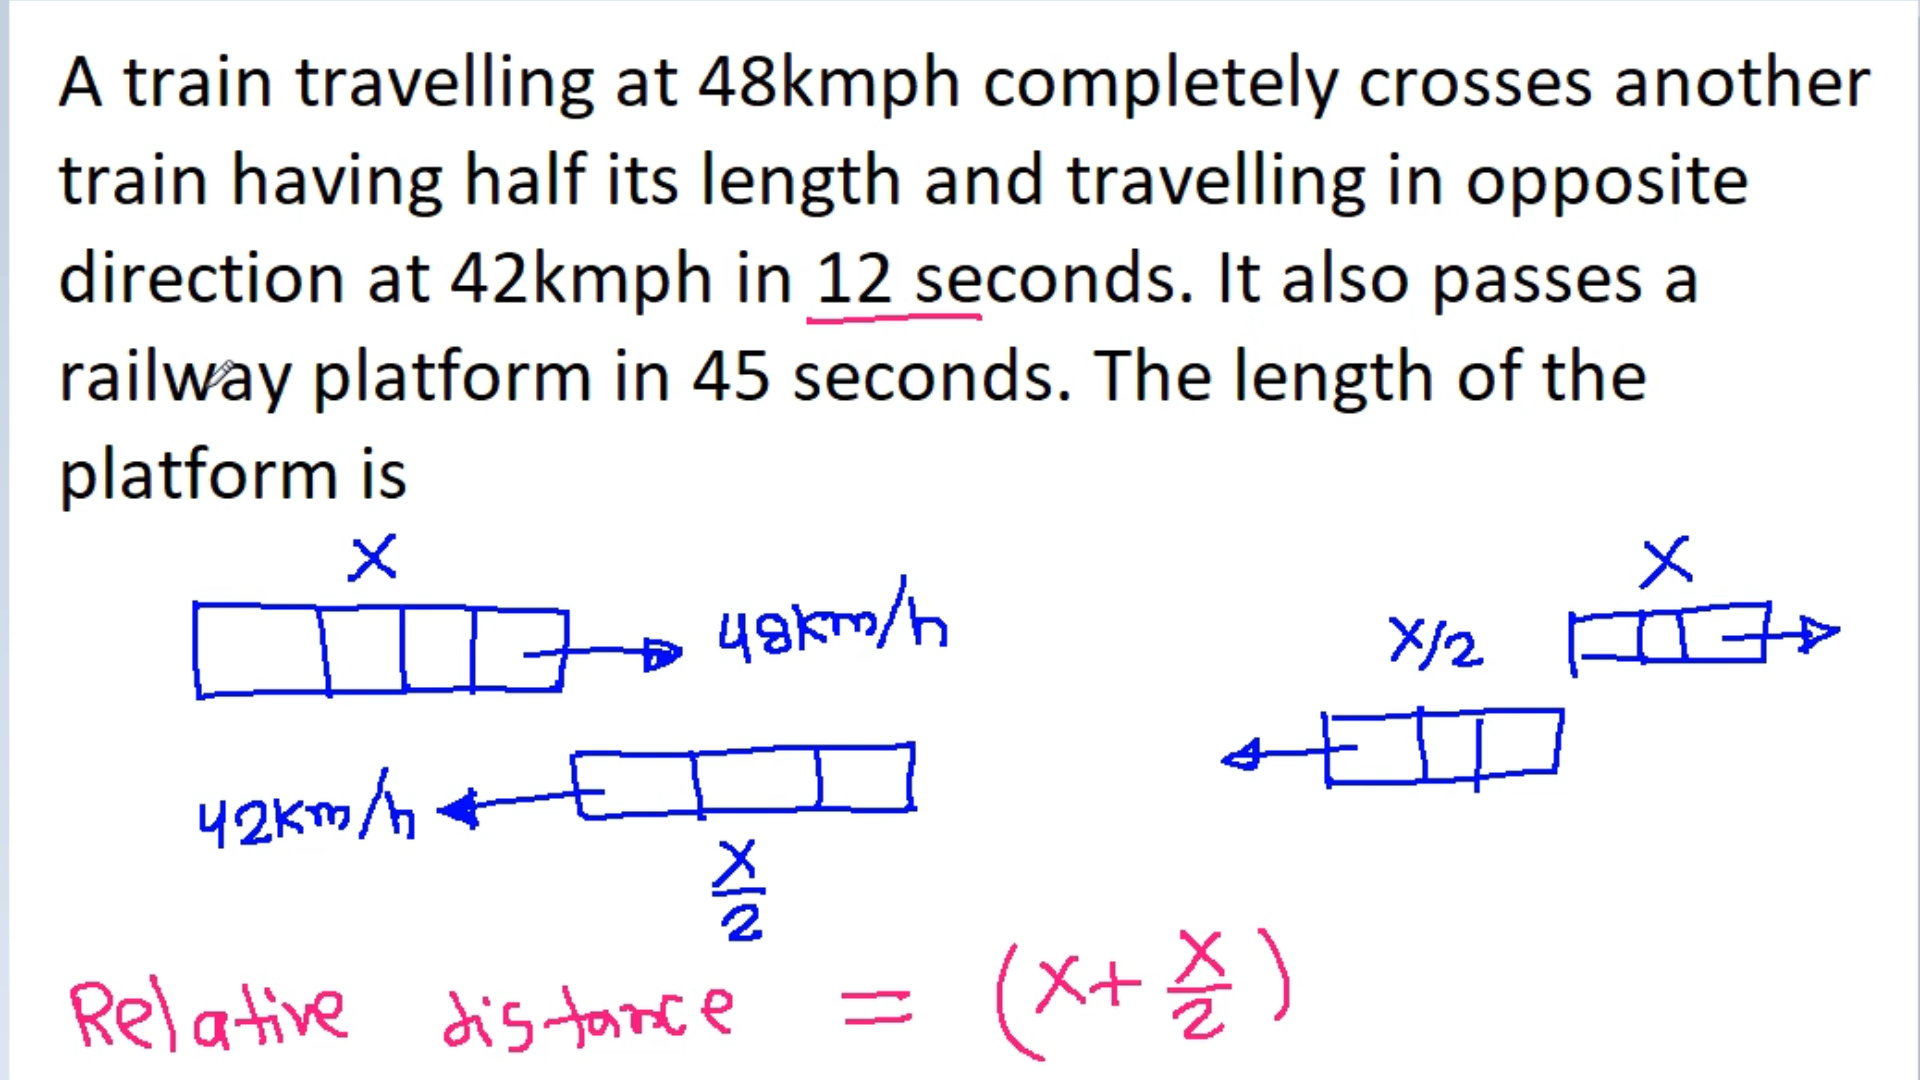 A train travelling at 48kmph completely crosses another
train having half its length and travelling in opposite
direction at 42kmph in 12 seconds. It also passes a
railway platform in 45 seconds. The length of the
platform is
X
X
48km/h
X/2
42km/h
X/2
Relative distance = (X+X/2)